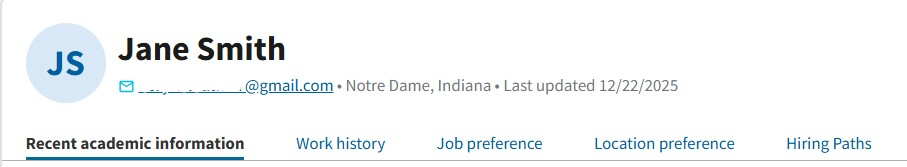 JS
Jane Smith
@gmail.com • Notre Dame, Indiana • Last updated 12/22/2025
Recent academic information Work history Job preference Location preference Hiring Paths